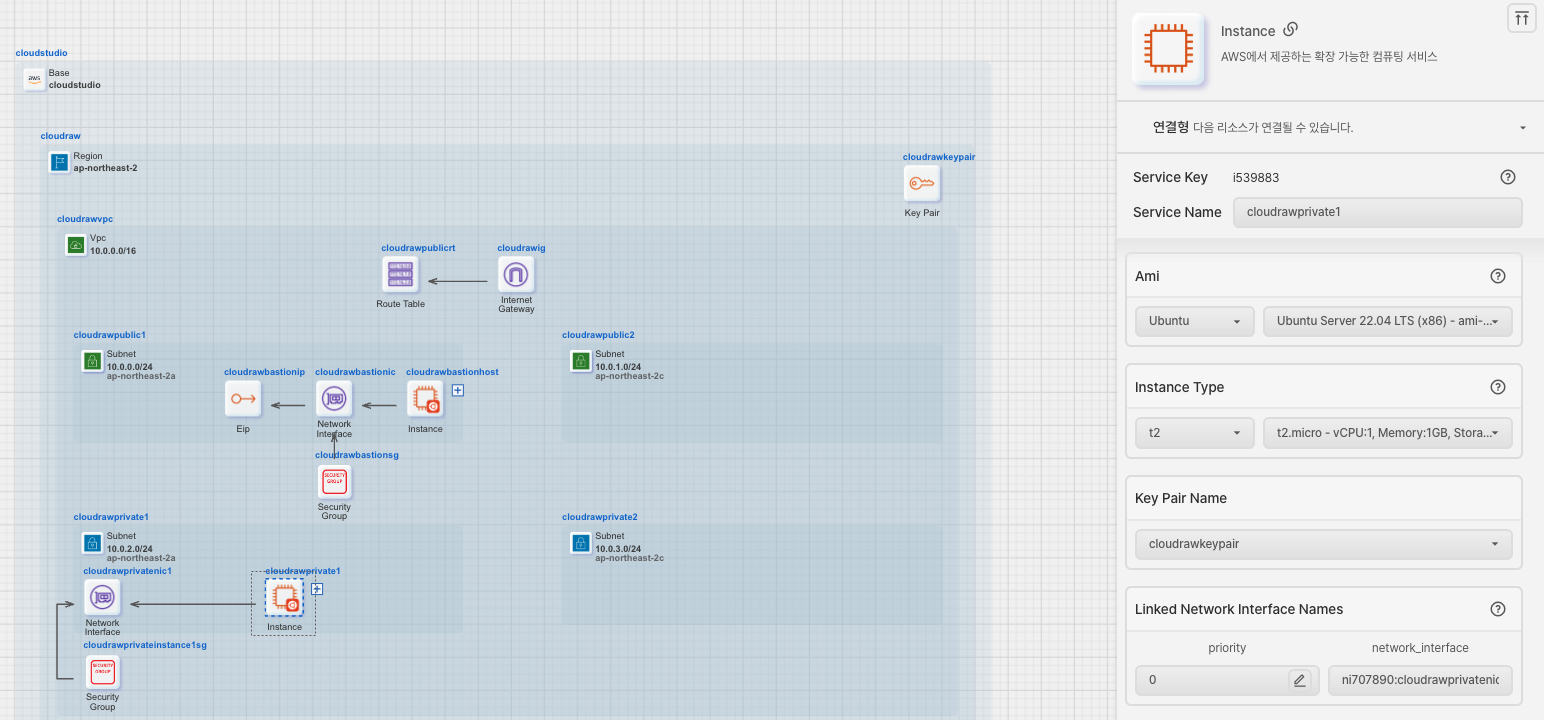 cloudstudio
aws
Base
cloudstudio
cloudraw
Region
ap-northeast-2
cloudrawkeypair
Key Pair
cloudrawvpc
Vpc
10.0.0.0/16
cloudrawpublicrt
Route Table
cloudrawig
Internet
Gateway
cloudrawpublic1
Subnet
10.0.0.0/24
ap-northeast-2a
cloudrawbastionip
Eip
cloudrawbastionic
Network
Interface
cloudrawbastionhost
Instance
cloudrawpublic2
Subnet
10.0.1.0/24
ap-northeast-2c
cloudrawbastionsg
SECURITY
GROUP
Security
Group
cloudrawprivate1
Subnet
10.0.2.0/24
ap-northeast-2a
cloudrawprivatenic1
Network
Interface
cloudrawprivate1
Instance
cloudrawprivate2
Subnet
10.0.3.0/24
ap-northeast-2c
cloudrawprivateinstance1sg
SECURITY
GROUP
Security
Group
Instance
AWS에서 제공하는 확장 가능한 컴퓨팅 서비스
연결형 다음 리소스가 연결될 수 있습니다.
Service Key i539883
Service Name cloudrawprivate1
Ami
Ubuntu
Ubuntu Server 22.04 LTS (x86) - ami-...
Instance Type
t2
t2.micro - vCPU:1, Memory:1GB, Stora...
Key Pair Name
cloudrawkeypair
Linked Network Interface Names
priority network_interface
0 ni707890:cloudrawprivatenic